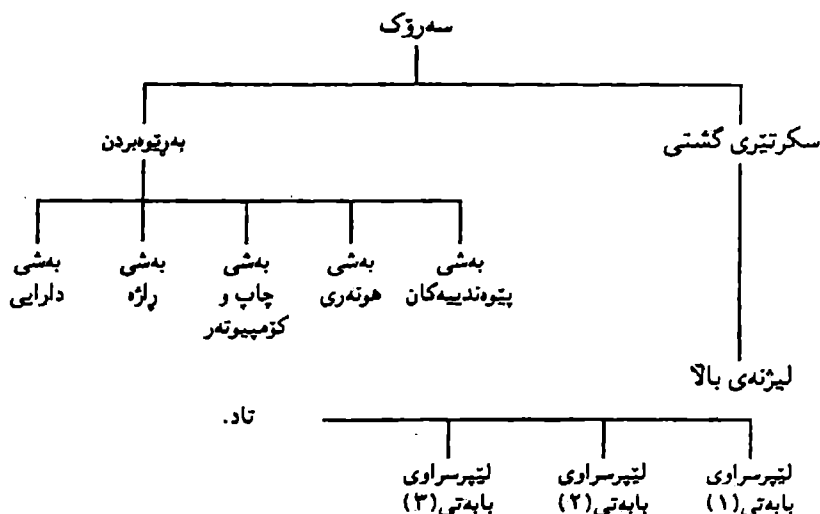 سەرۆک
سکرتێری گشتی
بەڕێوەبردن
بەشی
پێوەندییەکان
بەشی
هونەری
بەشی
چاپ و
کۆمپیوتەر
بەشی
ڕاژە
بەشی
دارایی
لیژنەی باڵا
لێپرسراوی
بابەتی(١)
لێپرسراوی
بابەتی(٢)
لێپرسراوی
بابەتی(٣)
تاد.